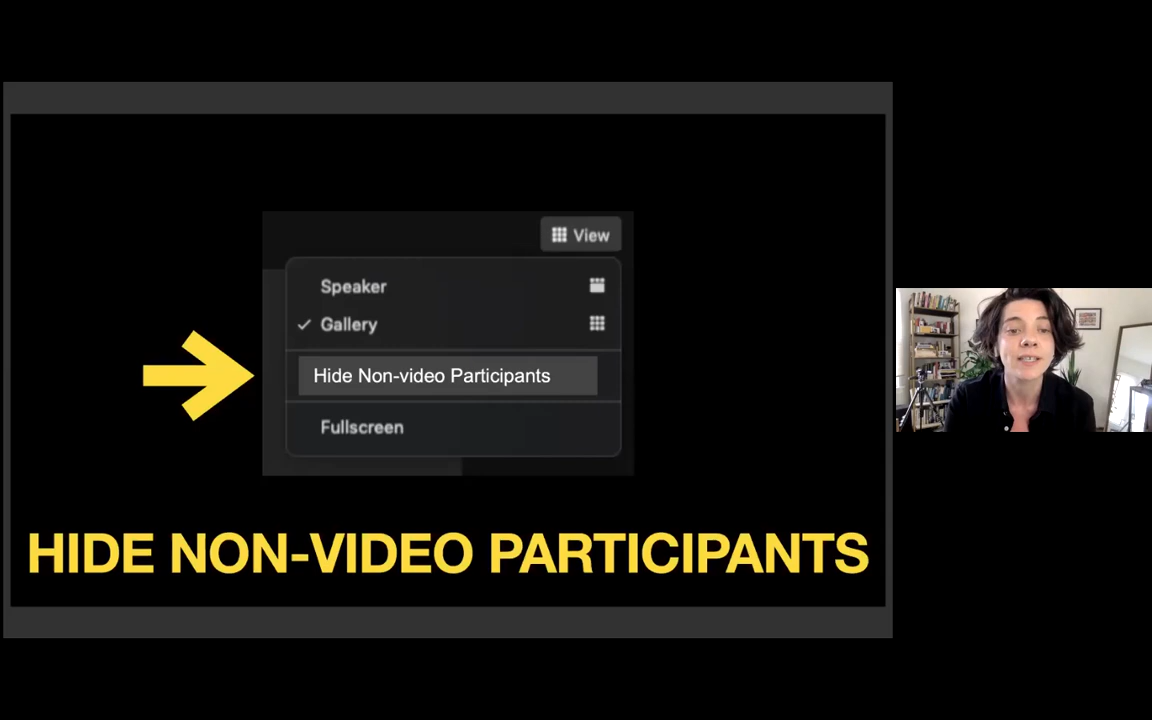 View
Speaker
Gallery
Hide Non-video Participants
Fullscreen
HIDE NON-VIDEO PARTICIPANTS